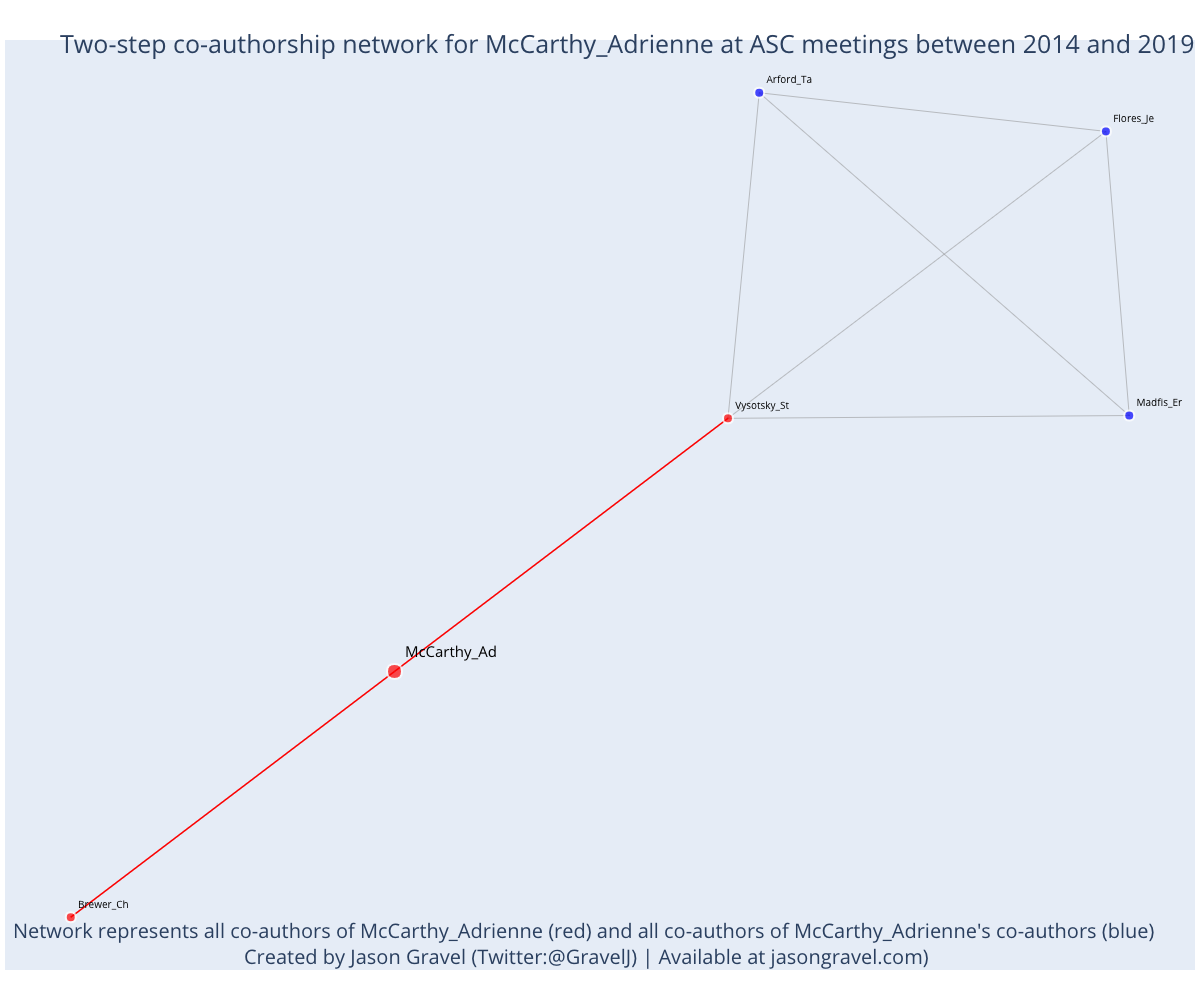 Two-step co-authorship network for McCarthy_Adrienne at ASC meetings between 2014 and 2019
Arford_Ta
Flores_Je
Madfis_Er
Vysotsky_St
McCarthy_Ad
Brewer_Ch
Network represents all co-authors of McCarthy_Adrienne (red) and all co-authors of McCarthy_Adrienne's co-authors (blue)
Created by Jason Gravel (Twitter:@GravelJ) | Available at jasongravel.com)